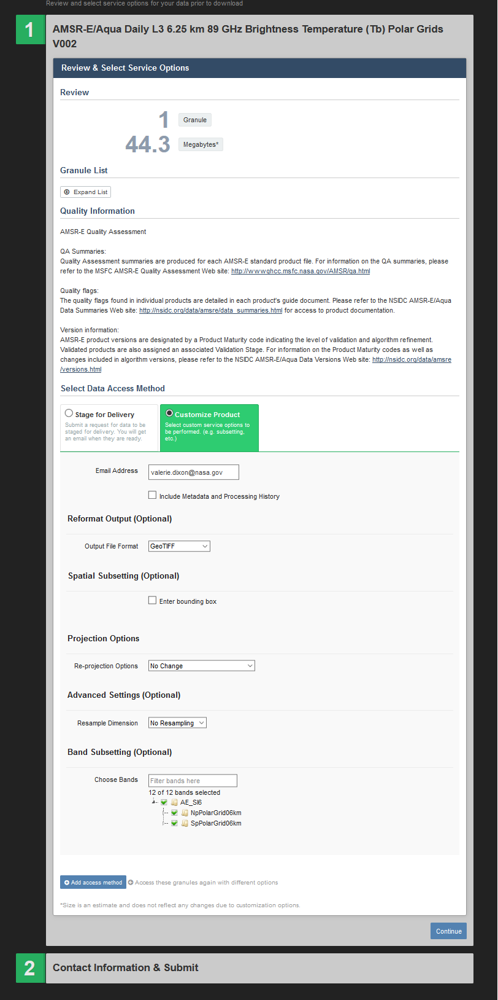 Review and select service options for your data prior to download
1
AMSR-E/Aqua Daily L3 6.25 km 89 GHz Brightness Temperature (Tb) Polar Grids
V002
Review & Select Service Options
Review
1 Granule
44.3 Megabytes*
Granule List
Expand List
Quality Information
AMSR-E Quality Assessment
QA Summaries:
Quality Assessment summaries are produced for each AMSR-E standard product file. For information on the QA summaries, please
refer to the MSFC AMSR-E Quality Assessment Web site: http://wwwghcc.msfc.nasa.gov/AMSR/qa.html
Quality flags:
The quality flags found in individual products are detailed in each product's guide document. Please refer to the NSIDC AMSR-E/Aqua
Data Summaries Web site: http://nsidc.org/data/amsre/data_summaries.html for access to product documentation.
Version information:
AMSR-E product versions are designated by a Product Maturity code indicating the level of validation and algorithm refinement.
Validated products are also assigned an associated Validation Stage. For information on the Product Maturity codes as well as
changes included in algorithm versions, please refer to the NSIDC AMSR-E/Aqua Data Versions Web site: http://nsidc.org/data/amsre
/versions.html
Select Data Access Method
Stage for Delivery
Submit a request for data to be
staged for delivery. You will get
an email when they are ready.
Customize Product
Select custom service options to
be performed. (e.g. subsetting,
etc.)
Email Address valerie.dixon@nasa.gov
Include Metadata and Processing History
Reformat Output (Optional)
Output File Format GeoTIFF
Spatial Subsetting (Optional)
Enter bounding box
Projection Options
Re-projection Options No Change
Advanced Settings (Optional)
Resample Dimension No Resampling
Band Subsetting (Optional)
Choose Bands Filter bands here
12 of 12 bands selected
AE_SI6
NpPolarGrid06km
SpPolarGrid06km
Add access method Access these granules again with different options
*Size is an estimate and does not reflect any changes due to customization options.
Continue
2
Contact Information & Submit